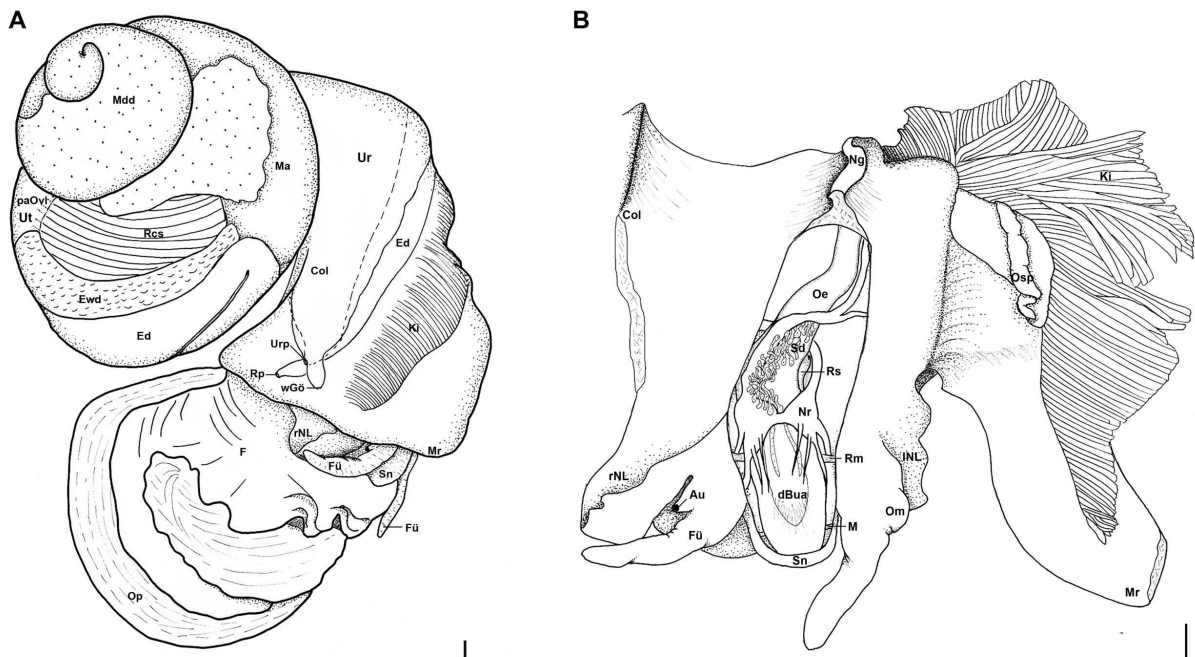 A
B
Mdd
Ma
Ur
paOvl
Ut
Rcs
Ed
Col
Ewd
Ed
Ki
Urp
Rp
wGö
rNL
F
Fü
Mr
Sn
Fü
Op
Ng
Ki
Col
Osp
Oe
Sd
Rs
Nr
rNL
Rm
lNL
Au
dBua
Om
Fü
M
Sn
Mr